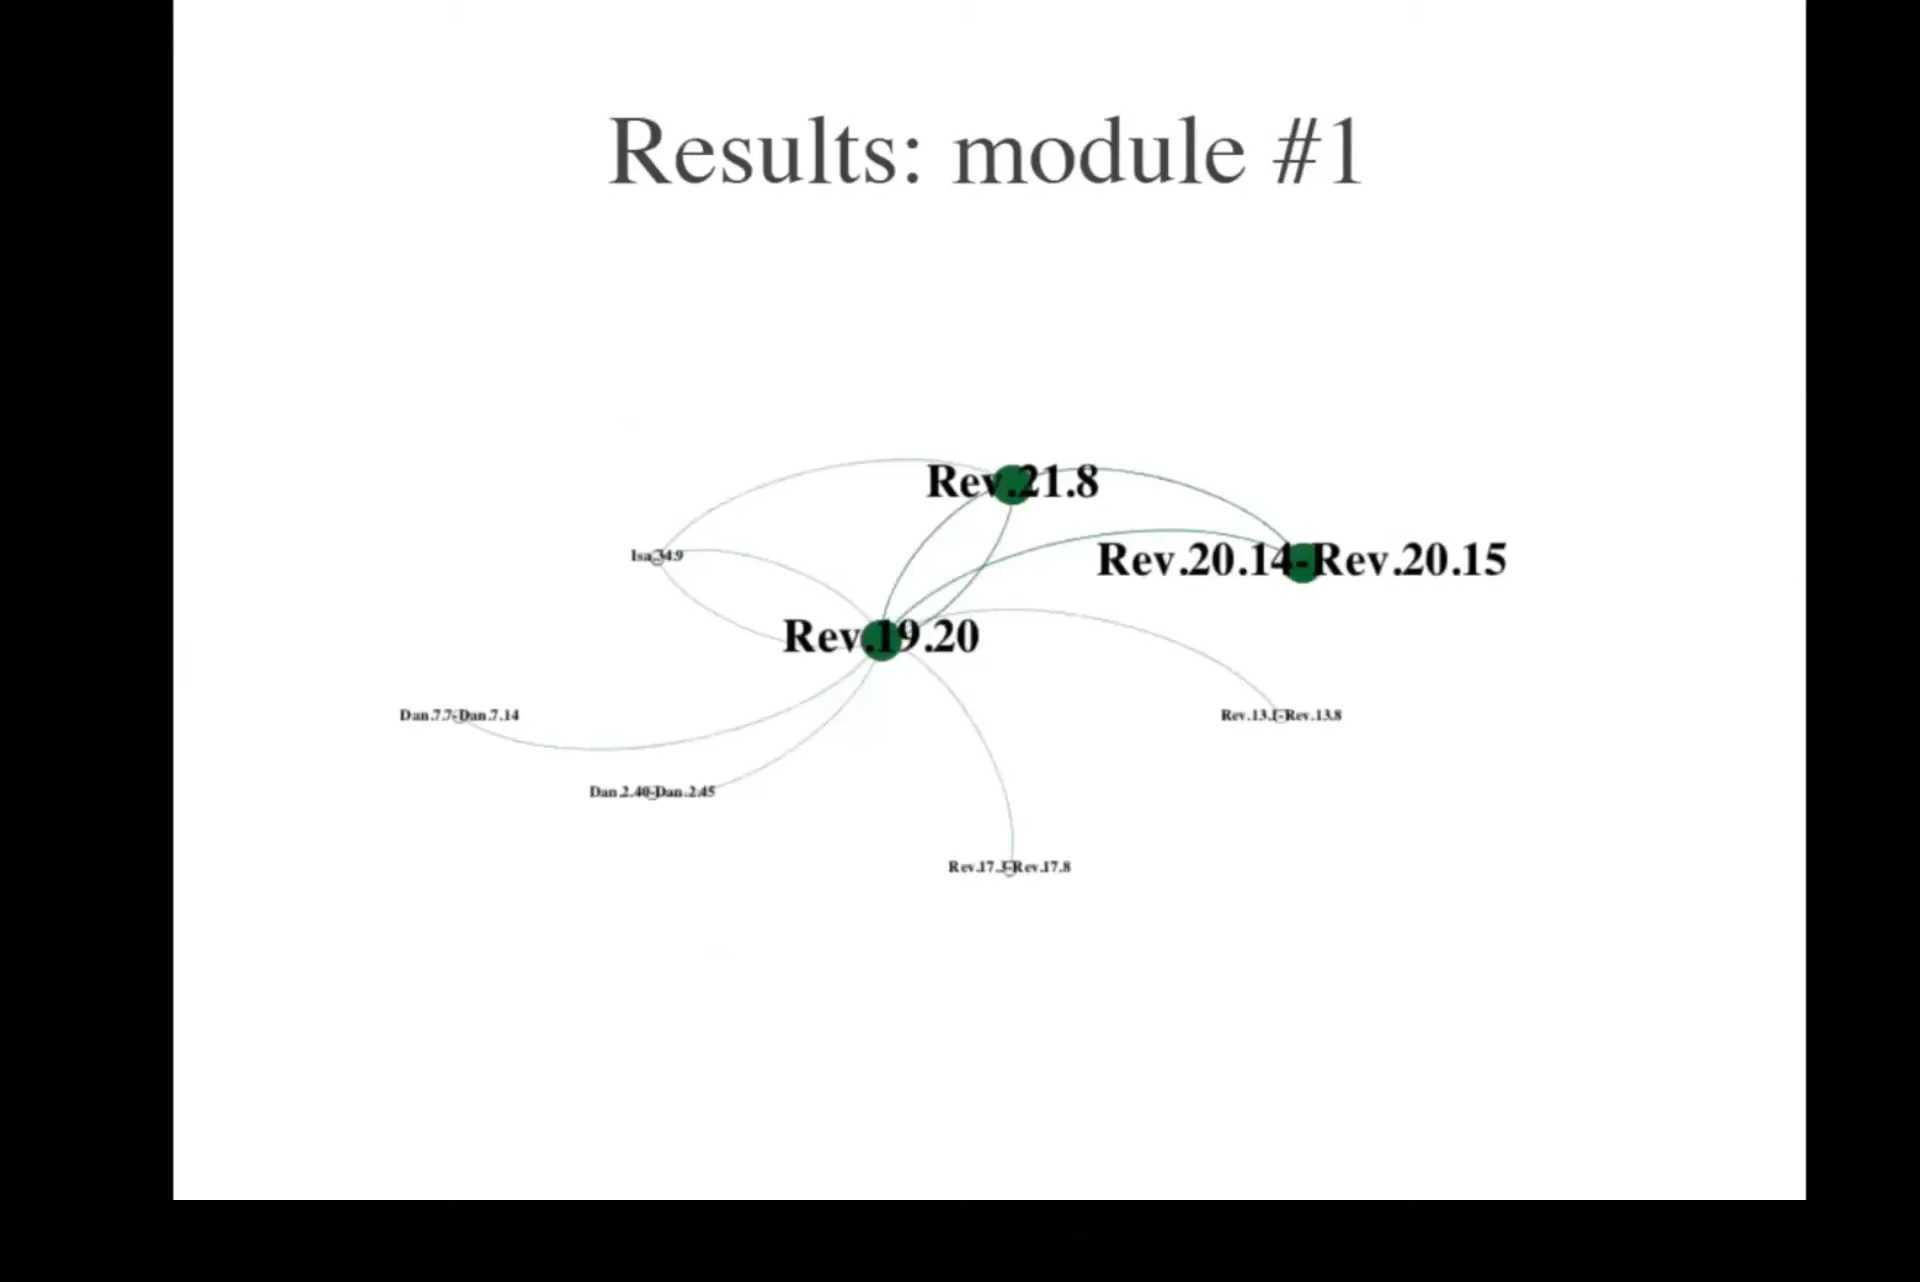 Results: module #1
Rev.21.8
Isa.34.9
Rev.20.14-Rev.20.15
Rev.19.20
Dan.7.7-Dan.7.14
Rev.13.1-Rev.13.8
Dan.2.40-Dan.2.45
Rev.17.3-Rev.17.8